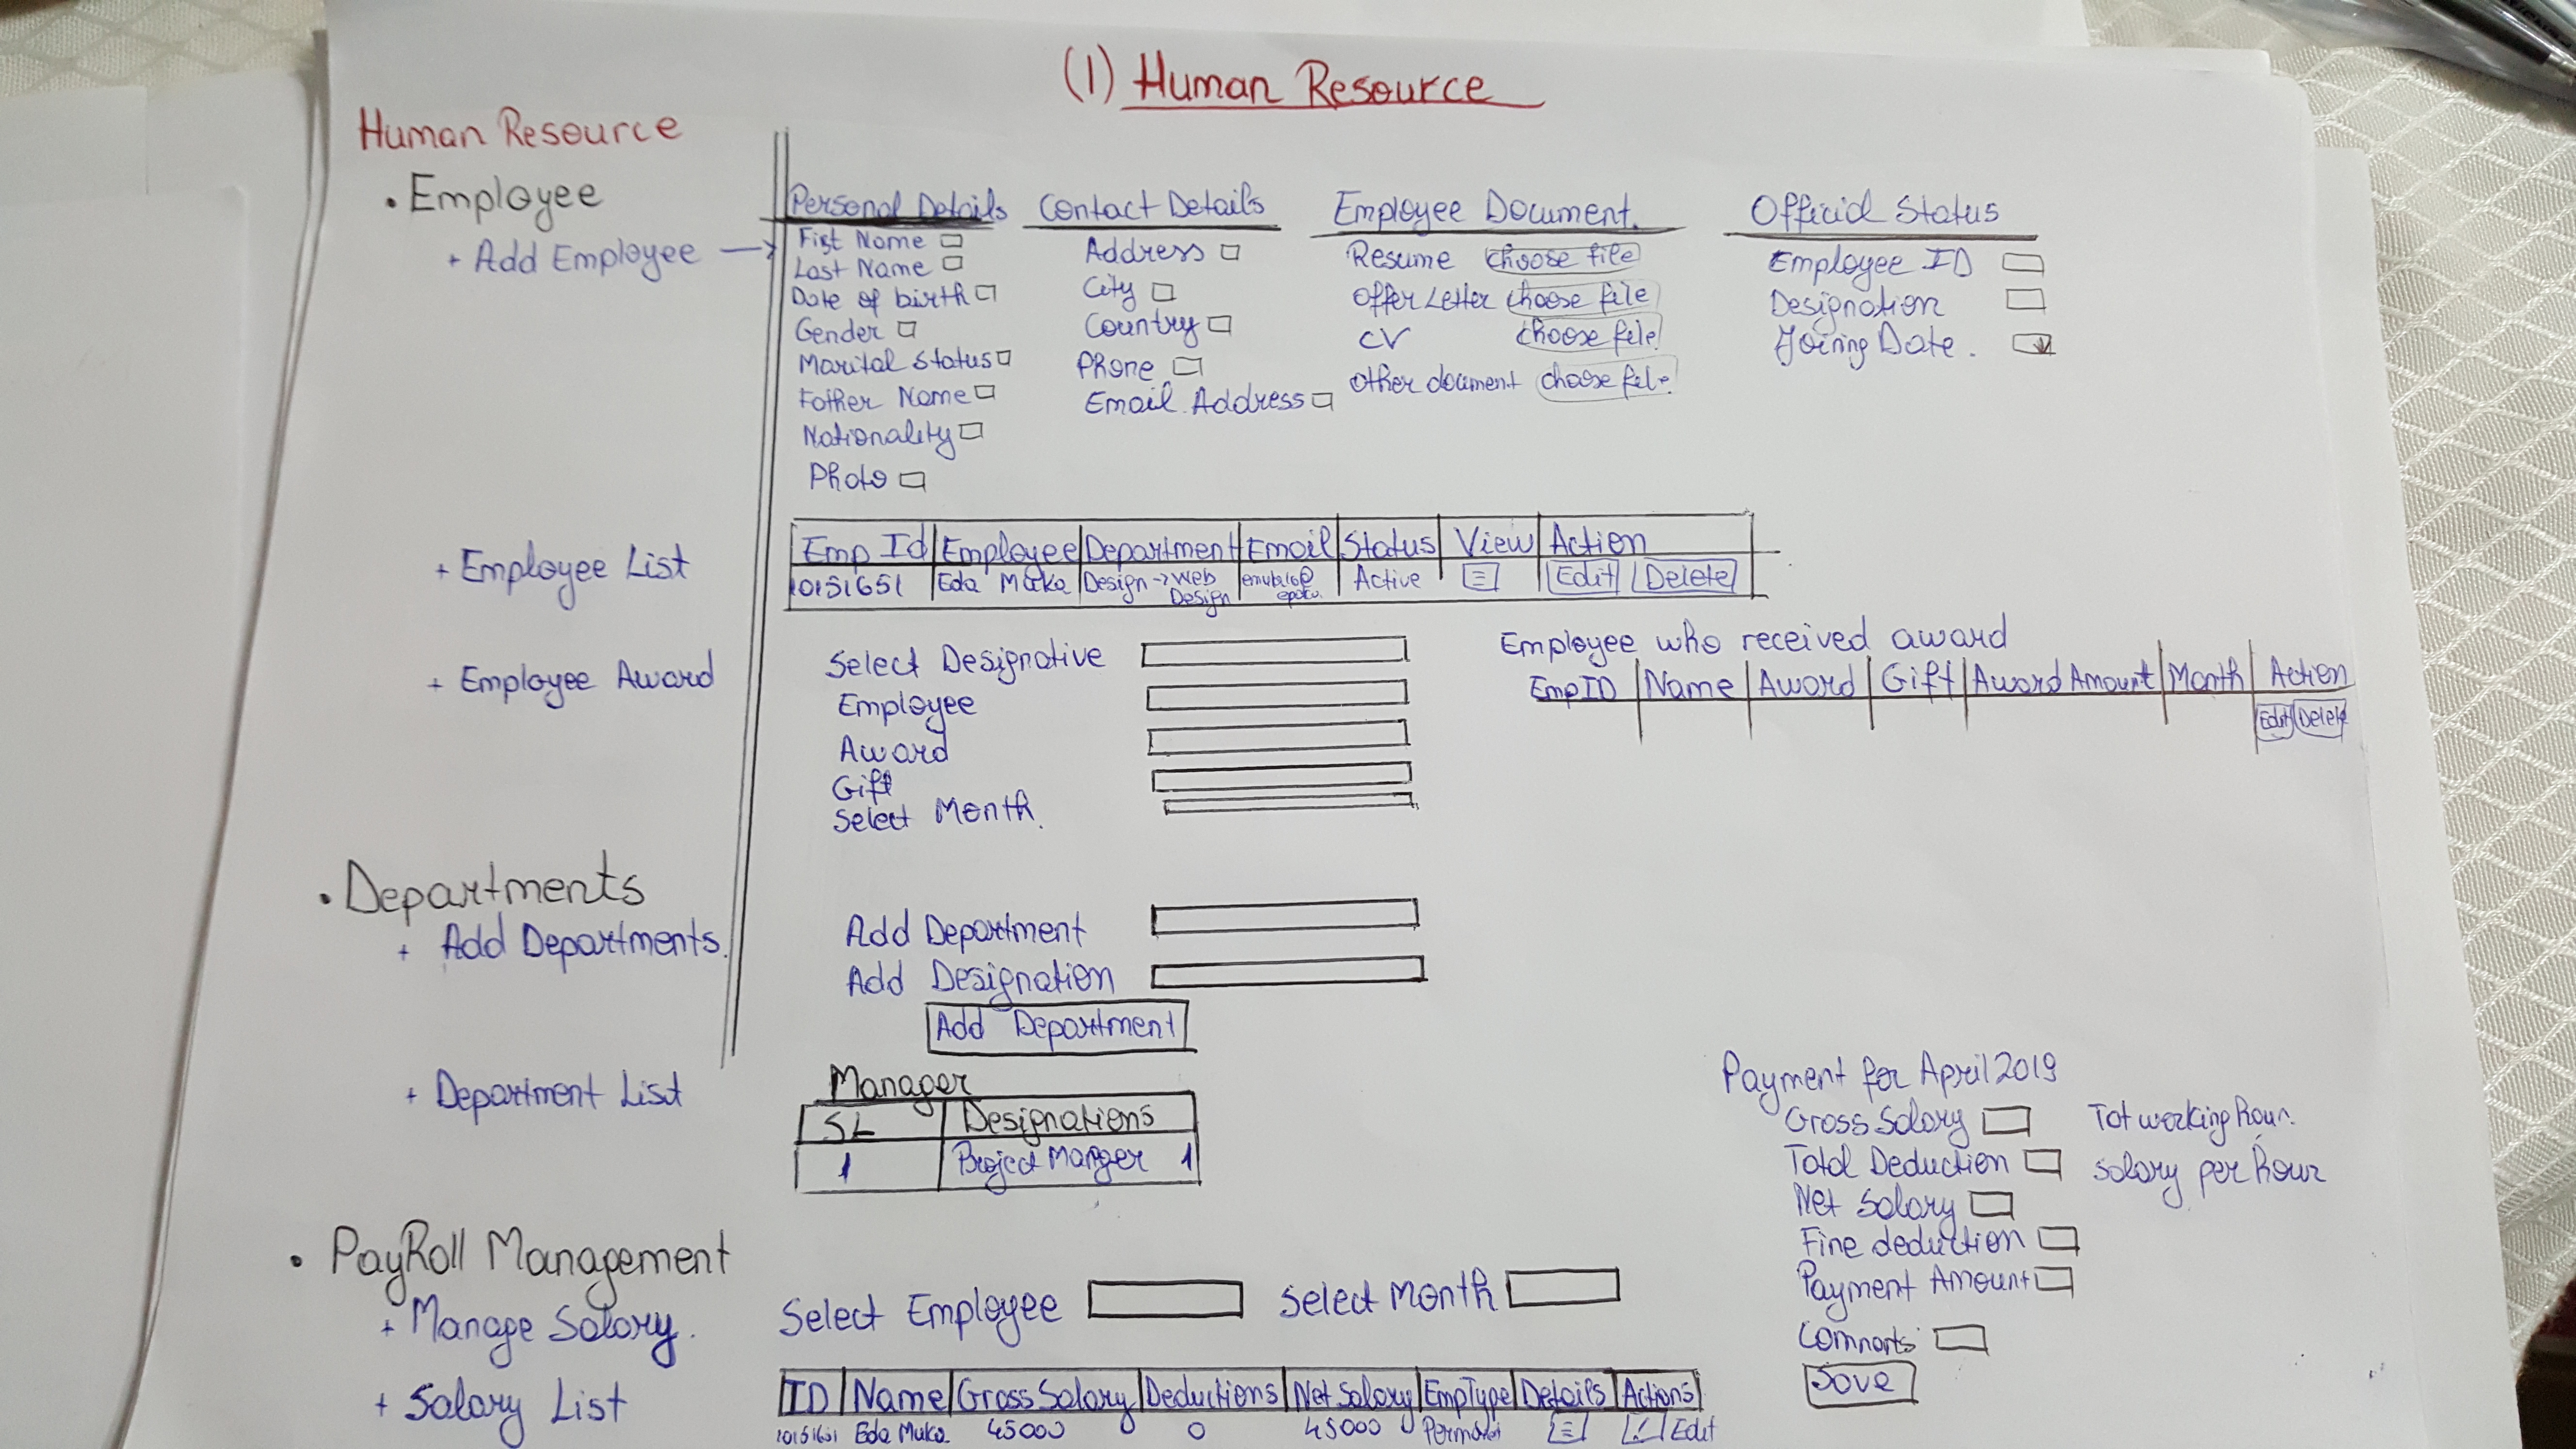 (1) Human Resource
Human Resource
• Employee
+ Add Employee →
Personal Details
First Name
Last Name
Date of birth
Gender
Marital Status
Father Name
Nationality
Photo
Contact Details
Address
City
Country
Phone
Email Address
Employee Document.
Resume choose file
Offer Letter choose file
CV choose file
Other document choose file
Official Status
Employee ID
Designation
Joining Date.
+ Employee List
Emp Id Employee Department Email Status View Action
10151651 Eda Muka Design → Web Active Edit Delete
Design
+ Employee Award
Select Designative
Employee
Award
Gift
Select Month.
Employee who received award
Emp ID Name Award Gift Award Amount Month Action
Edit Delete
• Departments
+ Add Departments.
Add Department
Add Designation
Add Department
+ Department List
Manager
SL Designations
1 Project Manger 1
• PayRoll Management
+ Manage Salary.
Select Employee Select Month
Payment for April 2019
Gross Salary Tot working hour.
Total Deduction salary per hour
Net Salary
Fine deduction
Payment Amount
Save
+ Salary List
ID Name Gross Salary Deductions Net Salary EmpType Details Actions
10151651 Eda Muka 45000 0 45000 Edit